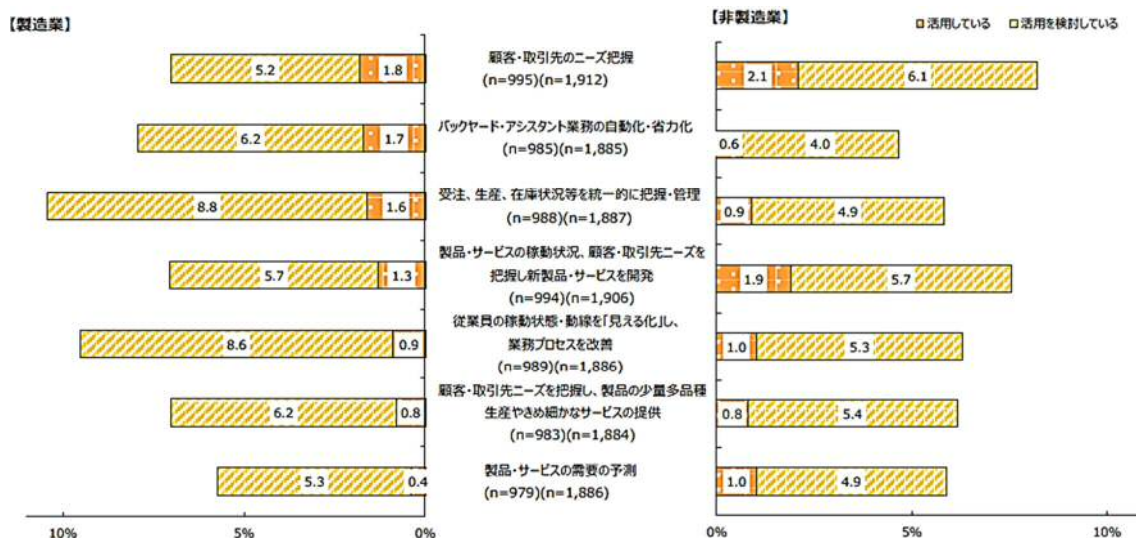 【製造業】
【非製造業】
活用している
活用を検討している
5.2
1.8
顧客・取引先のニーズ把握
(n=995)(n=1,912)
2.1
6.1
6.2
1.7
バックヤード・アシスタント業務の自動化・省力化
(n=985)(n=1,885)
0.6
4.0
8.8
1.6
受注、生産、在庫状況等を統一的に把握・管理
(n=988)(n=1,887)
0.9
4.9
5.7
1.3
製品・サービスの稼動状況、顧客・取引先ニーズを
把握し新製品・サービスを開発
(n=994)(n=1,906)
1.9
5.7
8.6
0.9
従業員の稼動状態・動線を「見える化」し、
業務プロセスを改善
(n=989)(n=1,886)
1.0
5.3
6.2
0.8
顧客・取引先ニーズを把握し、製品の少量多品種
生産やきめ細かなサービスの提供
(n=983)(n=1,884)
0.8
5.4
5.3
0.4
製品・サービスの需要の予測
(n=979)(n=1,886)
1.0
4.9
10%
5%
0%
0%
5%
10%